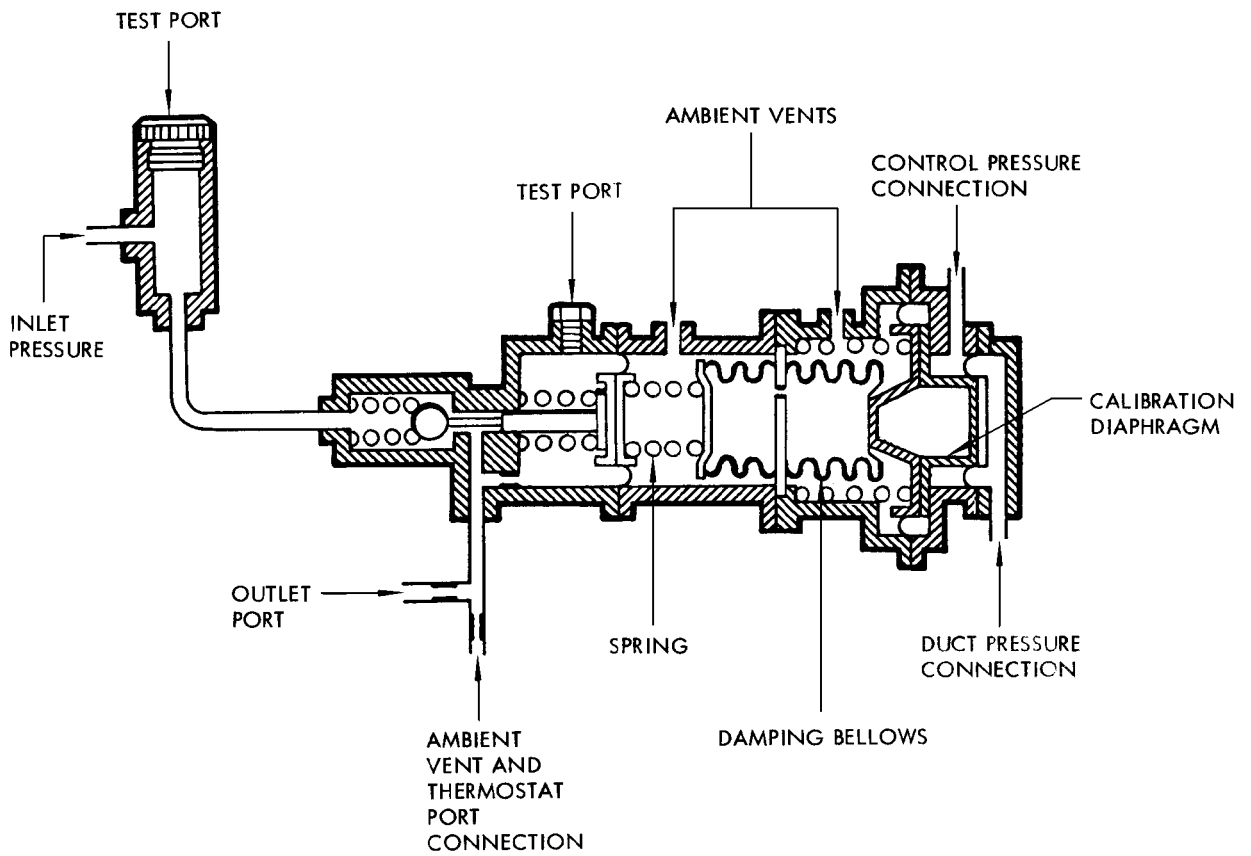 TEST PORT
AMBIENT VENTS
CONTROL PRESSURE
CONNECTION
TEST PORT
INLET
PRESSURE
CALIBRATION
DIAPHRAGM
OUTLET
PORT
SPRING
DUCT PRESSURE
CONNECTION
DAMPING BELLOWS
AMBIENT
VENT AND
THERMOSTAT
PORT
CONNECTION